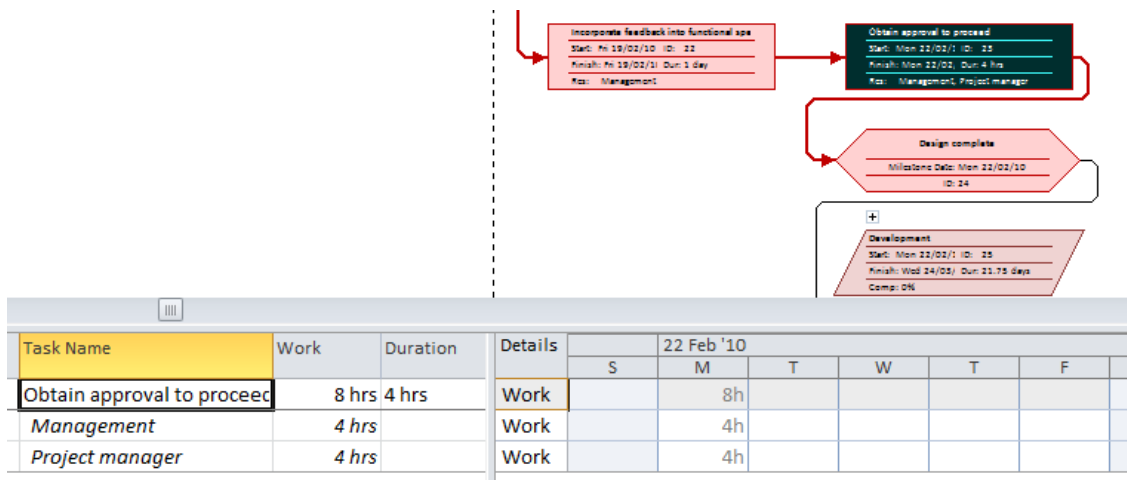 Incorporate feedback into functional spe
Start: Fri 19/02/10 ID: 22
Finish: Fri 19/02/1( Dur: 1 day
Res: Management
Obtain approval to proceed
Start: Mon 22/02/: ID: 23
Finish: Mon 22/02, Dur: 4 hrs
Res: Management, Project manager
Design complete
Milestone Date: Mon 22/02/10
ID: 24
+
Development
Start: Mon 22/02/: ID: 25
Finish: Wed 24/03/ Dur: 21.75 days
Comp: 0%
Task Name Work Duration Details 22 Feb '10
S M T W T F
Obtain approval to proceed 8 hrs 4 hrs Work 8h
Management 4 hrs Work 4h
Project manager 4 hrs Work 4h